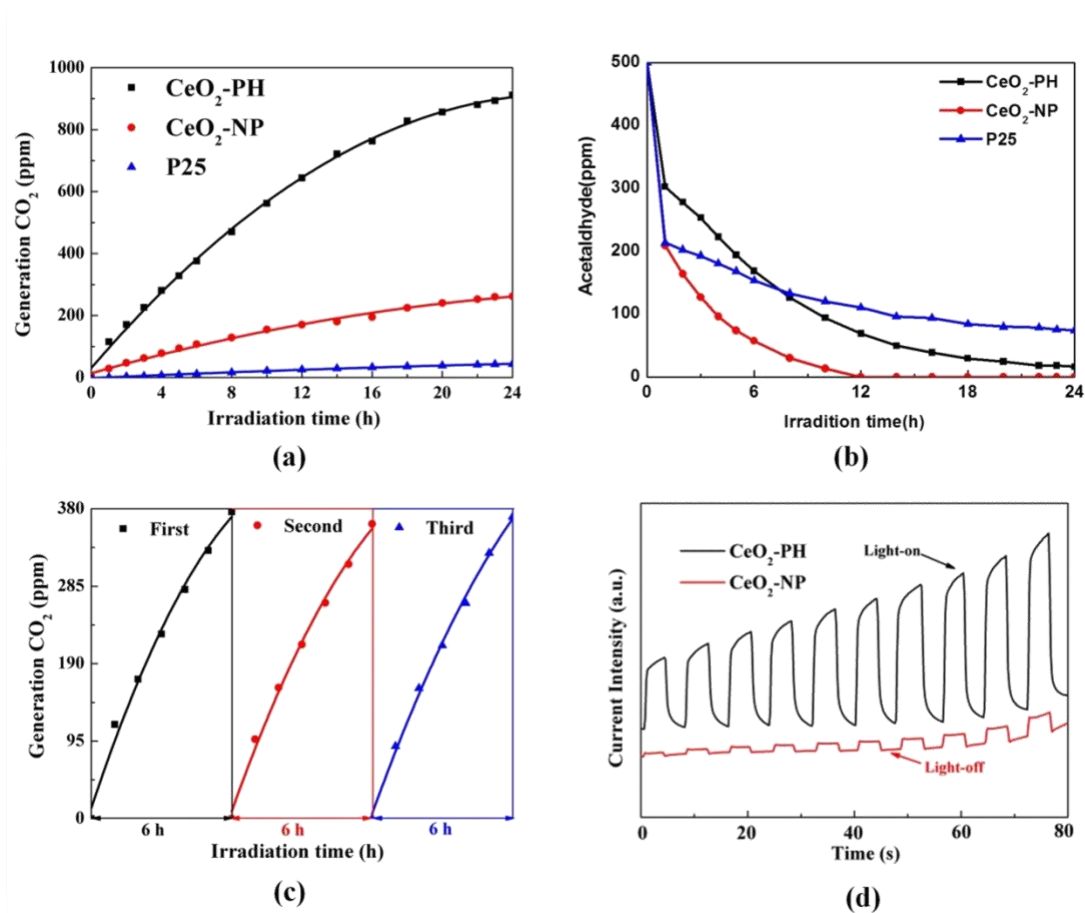 1000
800
600
400
200
0
CeO2-PH
CeO2-NP
P25
Generation CO2 (ppm)
0 4 8 12 16 20 24
Irradiation time (h)
(a)
500
400
300
200
100
0
CeO2-PH
CeO2-NP
P25
Acetaldhyde(ppm)
0 6 12 18 24
Irradition time(h)
(b)
380
285
190
95
0
First Second Third
Generation CO2 (ppm)
6 h 6 h 6 h
Irradiation time (h)
(c)
CeO2-PH
CeO2-NP
Light-on
Light-off
Current Intensity (a.u.)
0 20 40 60 80
Time (s)
(d)